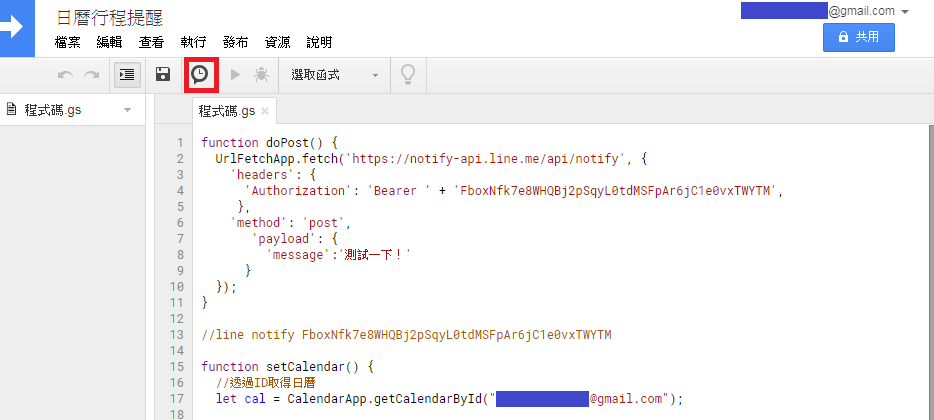 日曆行程提醒
@gmail.com
檔案 編輯 查看 執行 發布 資源 說明
共用
選取函式
程式碼.gs
程式碼.gs ×
1 function doPost() {
2 UrlFetchApp.fetch('https://notify-api.line.me/api/notify', {
3 'headers': {
4 'Authorization': 'Bearer ' + 'FboxNfk7e8WHQBj2pSqyL0tdMSFpAr6jC1e0vxTWYTM',
5 },
6 'method': 'post',
7 'payload': {
8 'message':'測試一下！'
9 }
10 });
11 }
12
13 //line notify FboxNfk7e8WHQBj2pSqyL0tdMSFpAr6jC1e0vxTWYTM
14
15 function setCalendar() {
16 //透過ID取得日曆
17 let cal = CalendarApp.getCalendarById("@gmail.com");
18